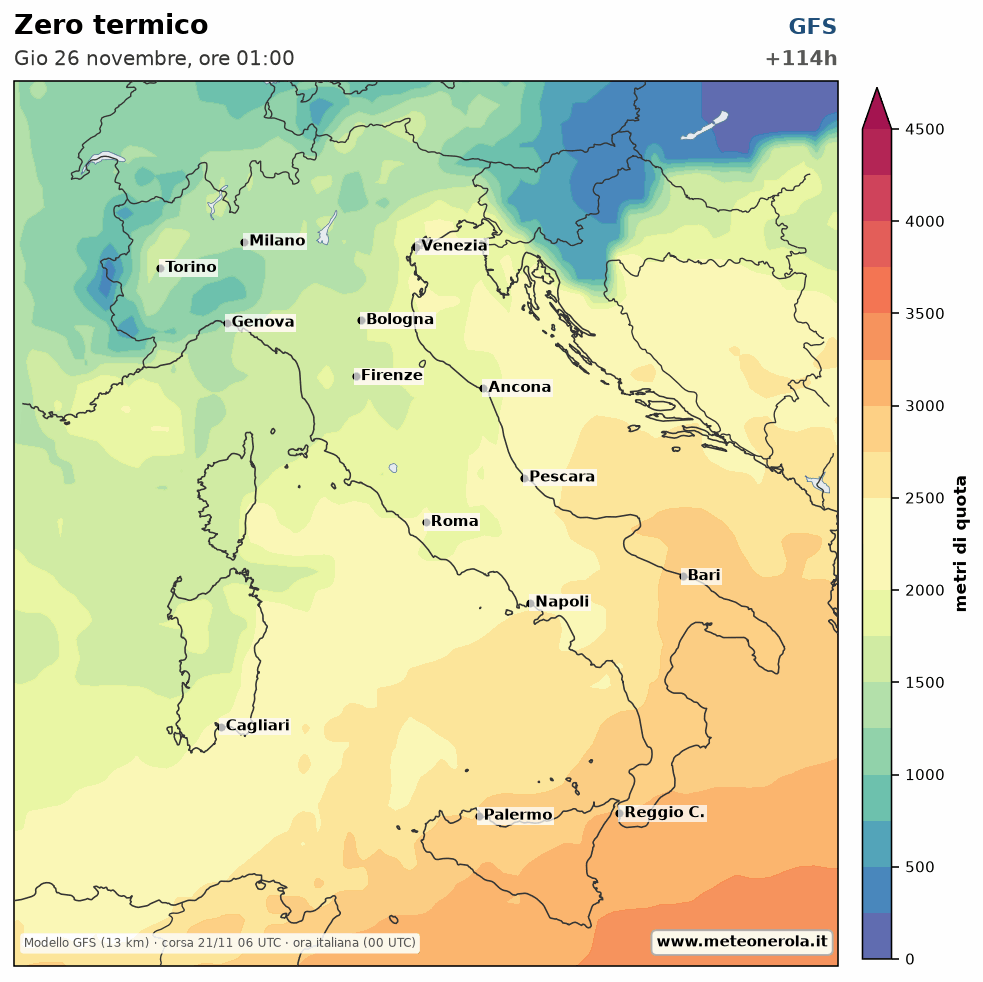 Zero termico
GFS
Gio 26 novembre, ore 01:00
+114h
Milano
Venezia
Torino
Genova
Bologna
Firenze
Ancona
Pescara
Roma
Bari
Napoli
Cagliari
Palermo
Reggio C.
4500
4000
3500
3000
2500
2000
1500
1000
500
0
metri di quota
Modello GFS (13 km) · corsa 21/11 06 UTC · ora italiana (00 UTC)
www.meteonerola.it